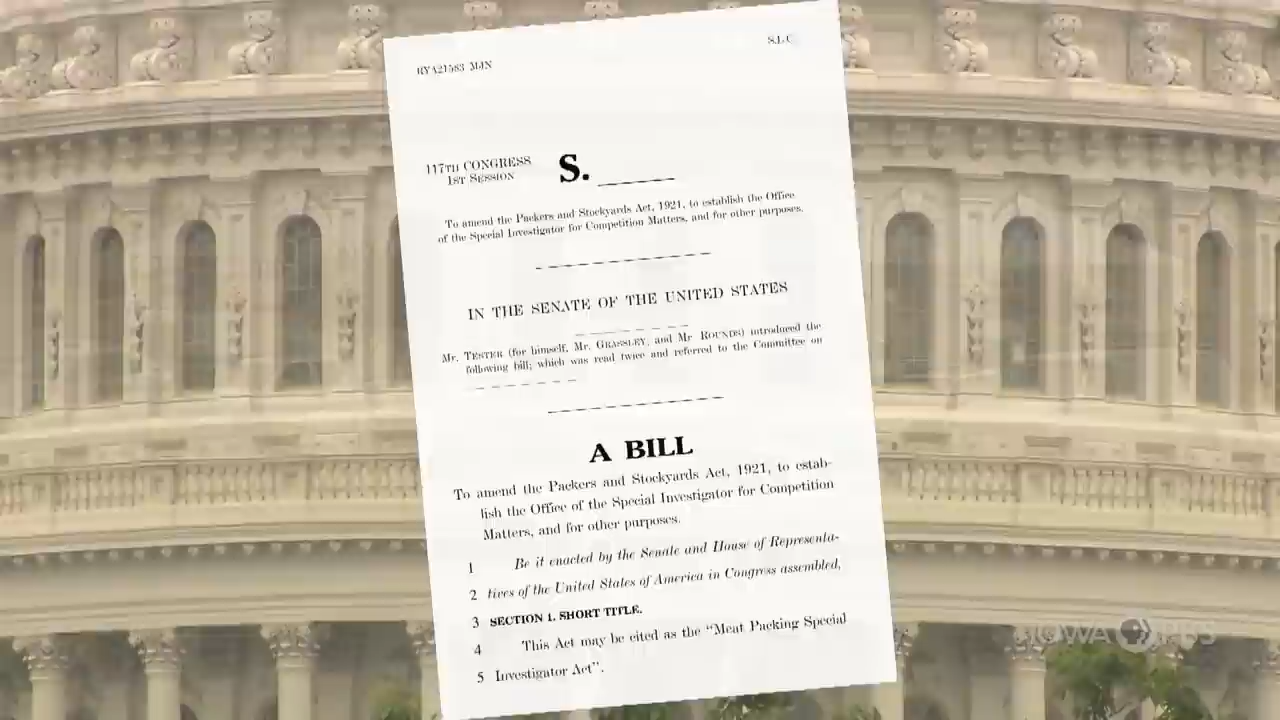 RYA21583 MJN
S.L.C.
117TH CONGRESS
1ST SESSION
S. ______
To amend the Packers and Stockyards Act, 1921, to establish the Office
of the Special Investigator for Competition Matters, and for other purposes.
IN THE SENATE OF THE UNITED STATES
Mr. TESTER (for himself, Mr. GRASSLEY, and Mr ROUNDS) introduced the
following bill; which was read twice and referred to the Committee on
A BILL
To amend the Packers and Stockyards Act, 1921, to estab-
lish the Office of the Special Investigator for Competition
Matters, and for other purposes.
1 Be it enacted by the Senate and House of Representa-
2 tives of the United States of America in Congress assembled,
3 SECTION 1. SHORT TITLE.
4 This Act may be cited as the “Meat Packing Special
5 Investigator Act”.
IOWA PBS